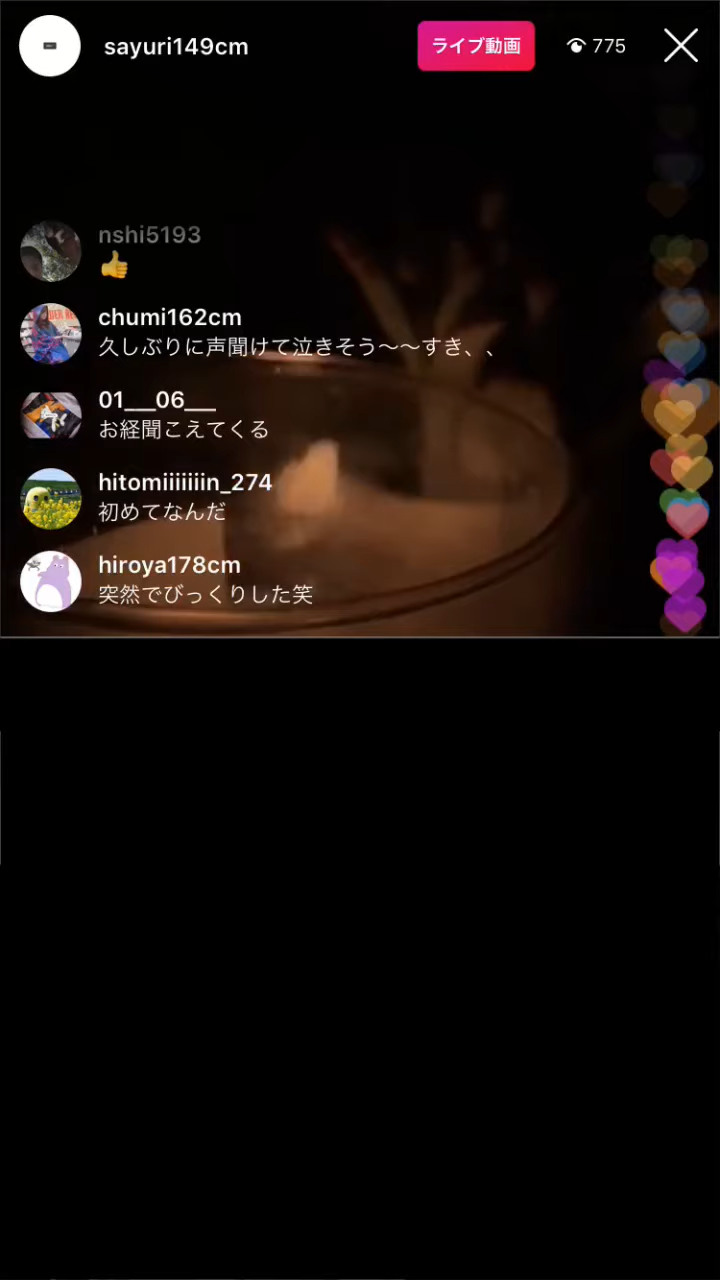 sayuri149cm
ライブ動画
775
nshi5193
👍
chumi162cm
久しぶりに声聞けて泣きそう〜〜すき、、
01___06___
お経聞こえてくる
hitomiiiiiiin_274
初めてなんだ
hiroya178cm
突然でびっくりした笑